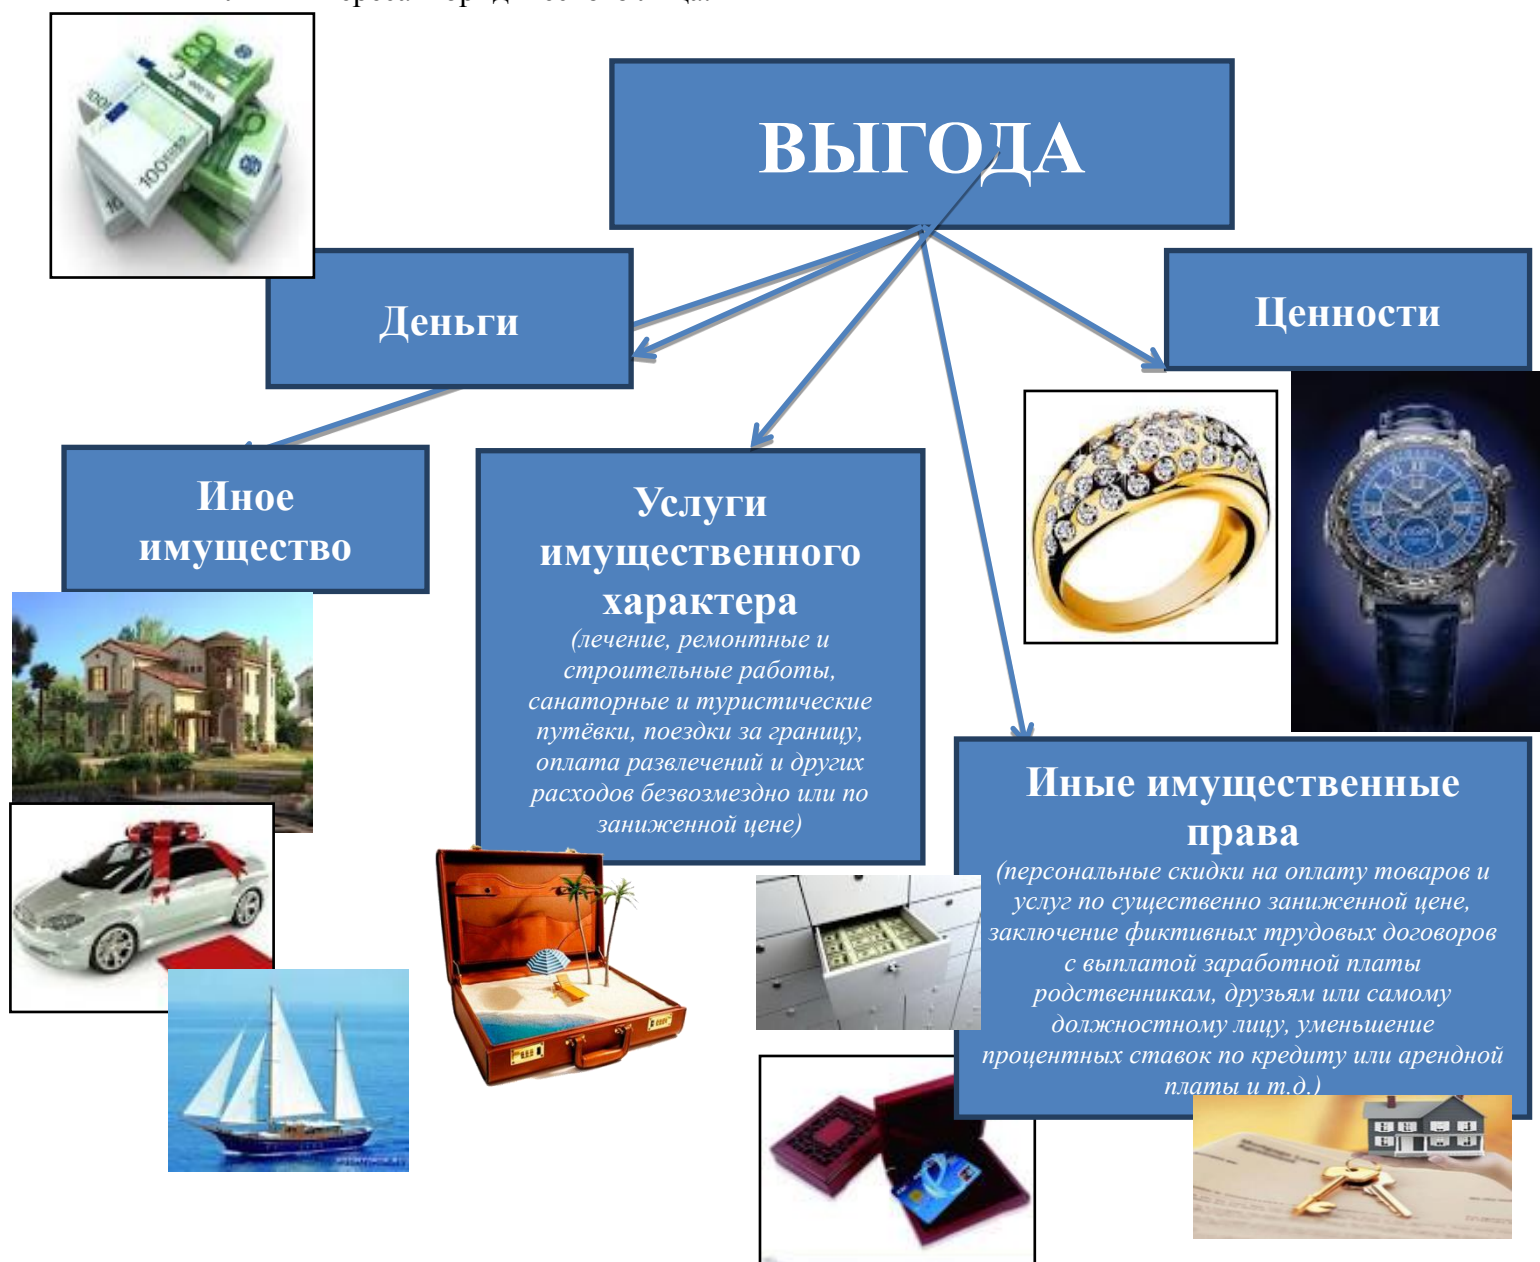 ВЫГОДА
Деньги
Ценности
Иное
имущество
Услуги
имущественного
характера
(лечение, ремонтные и
строительные работы,
санаторные и туристические
путёвки, поездки за границу,
оплата развлечений и других
расходов безвозмездно или по
заниженной цене)
Иные имущественные
права
(персональные скидки на оплату товаров и
услуг по существенно заниженной цене,
заключение фиктивных трудовых договоров
с выплатой заработной платы
родственникам, друзьям или самому
должностному лицу, уменьшение
процентных ставок по кредиту или арендной
платы и т.д.)